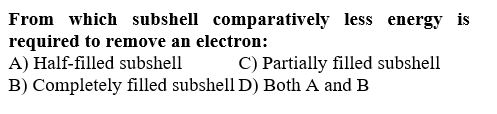 From which subshell comparatively less energy is
required to remove an electron:
A) Half-filled subshell C) Partially filled subshell
B) Completely filled subshell D) Both A and B